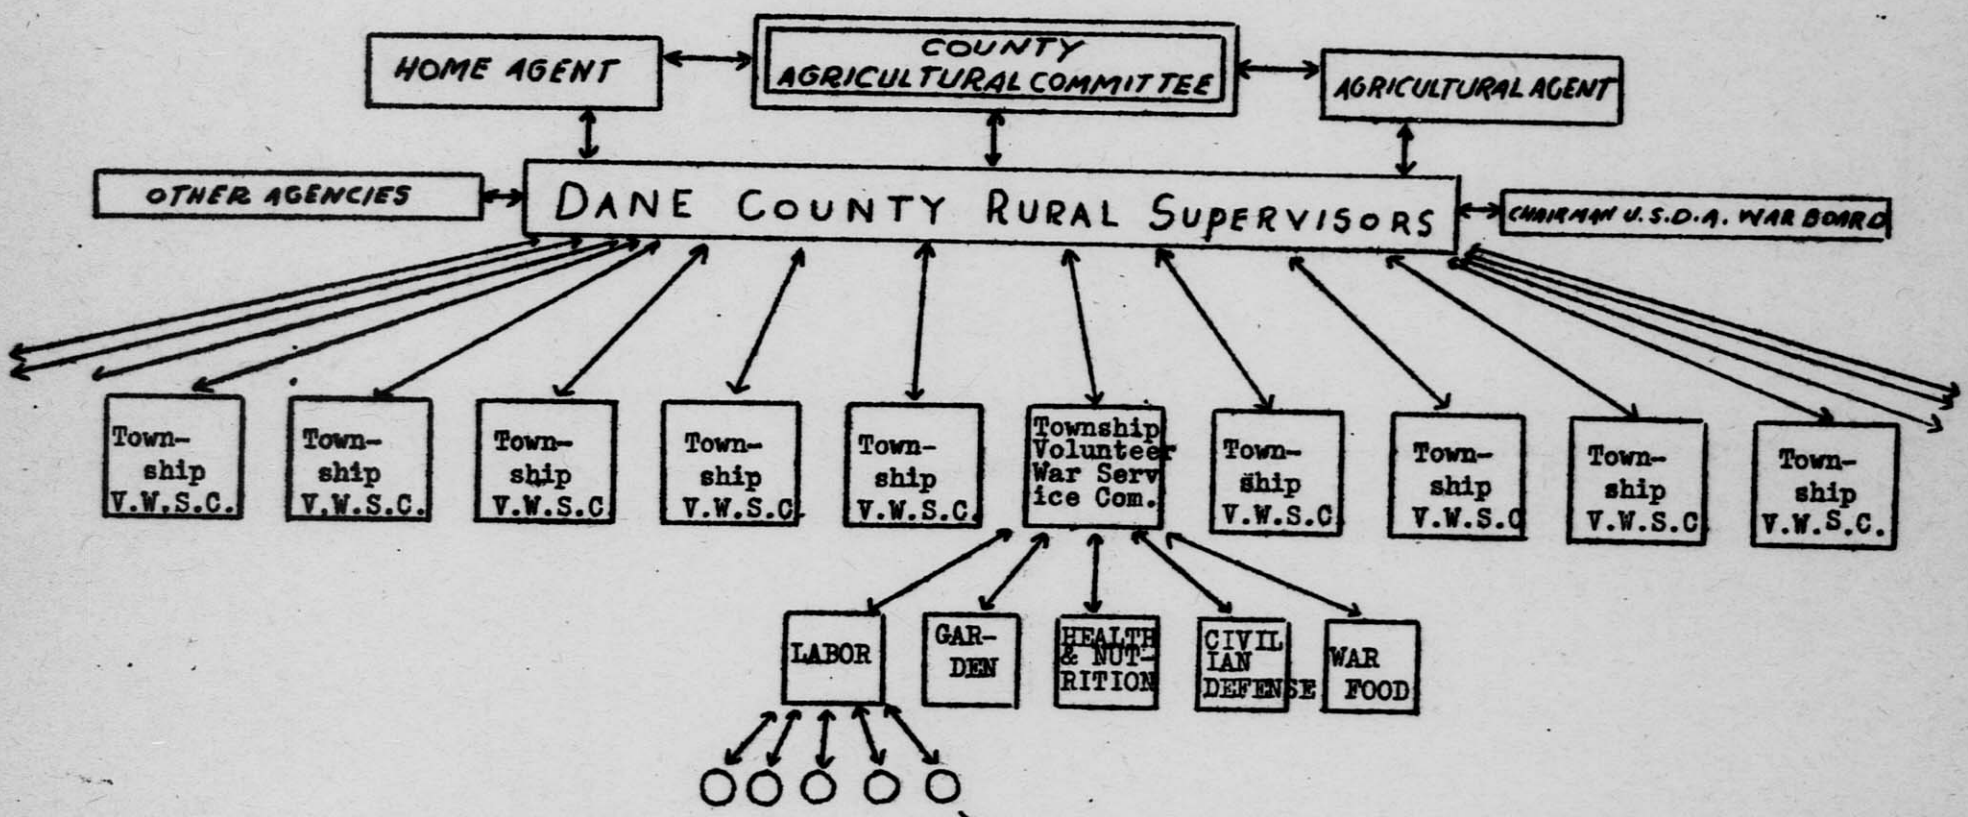 HOME AGENT
COUNTY
AGRICULTURAL COMMITTEE
AGRICULTURAL AGENT
OTHER AGENCIES
DANE COUNTY RURAL SUPERVISORS
CHAIRMAN U.S.D.A. WAR BOARD
Town-
ship
V.W.S.C.
Town-
ship
V.W.S.C.
Town-
ship
V.W.S.C
Town-
ship
V.W.S.C.
Town-
ship
V.W.S.C.
Township
Volunteer
War Serv
ice Com.
Town-
ship
V.W.S.C
Town-
ship
V.W.S.C
Town-
ship
V.W.S.C
Town-
ship
V.W.S.C.
LABOR
GAR-
DEN
HEALTH
& NUT-
RITION
CIVIL
IAN
DEFENSE
WAR
FOOD